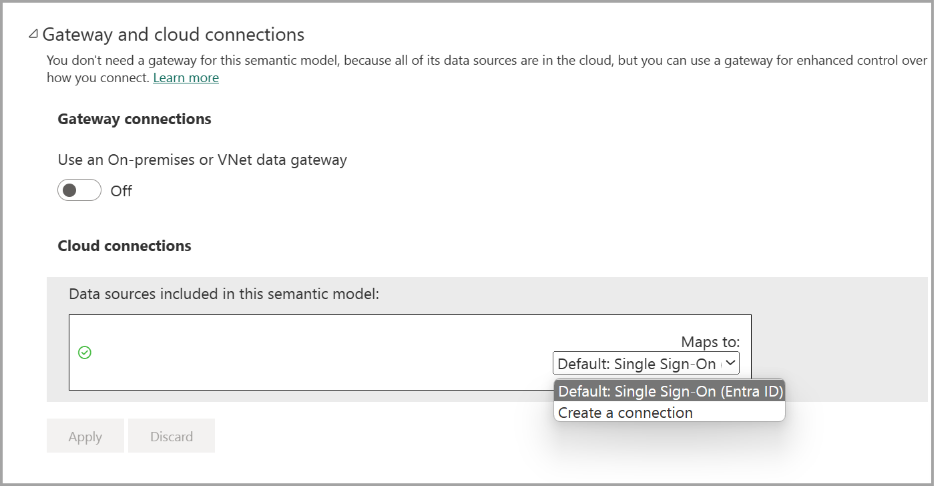 Gateway and cloud connections
You don't need a gateway for this semantic model, because all of its data sources are in the cloud, but you can use a gateway for enhanced control over
how you connect. Learn more
Gateway connections
Use an On-premises or VNet data gateway
Off
Cloud connections
Data sources included in this semantic model:
Maps to:
Default: Single Sign-On
Default: Single Sign-On (Entra ID)
Create a connection
Apply Discard